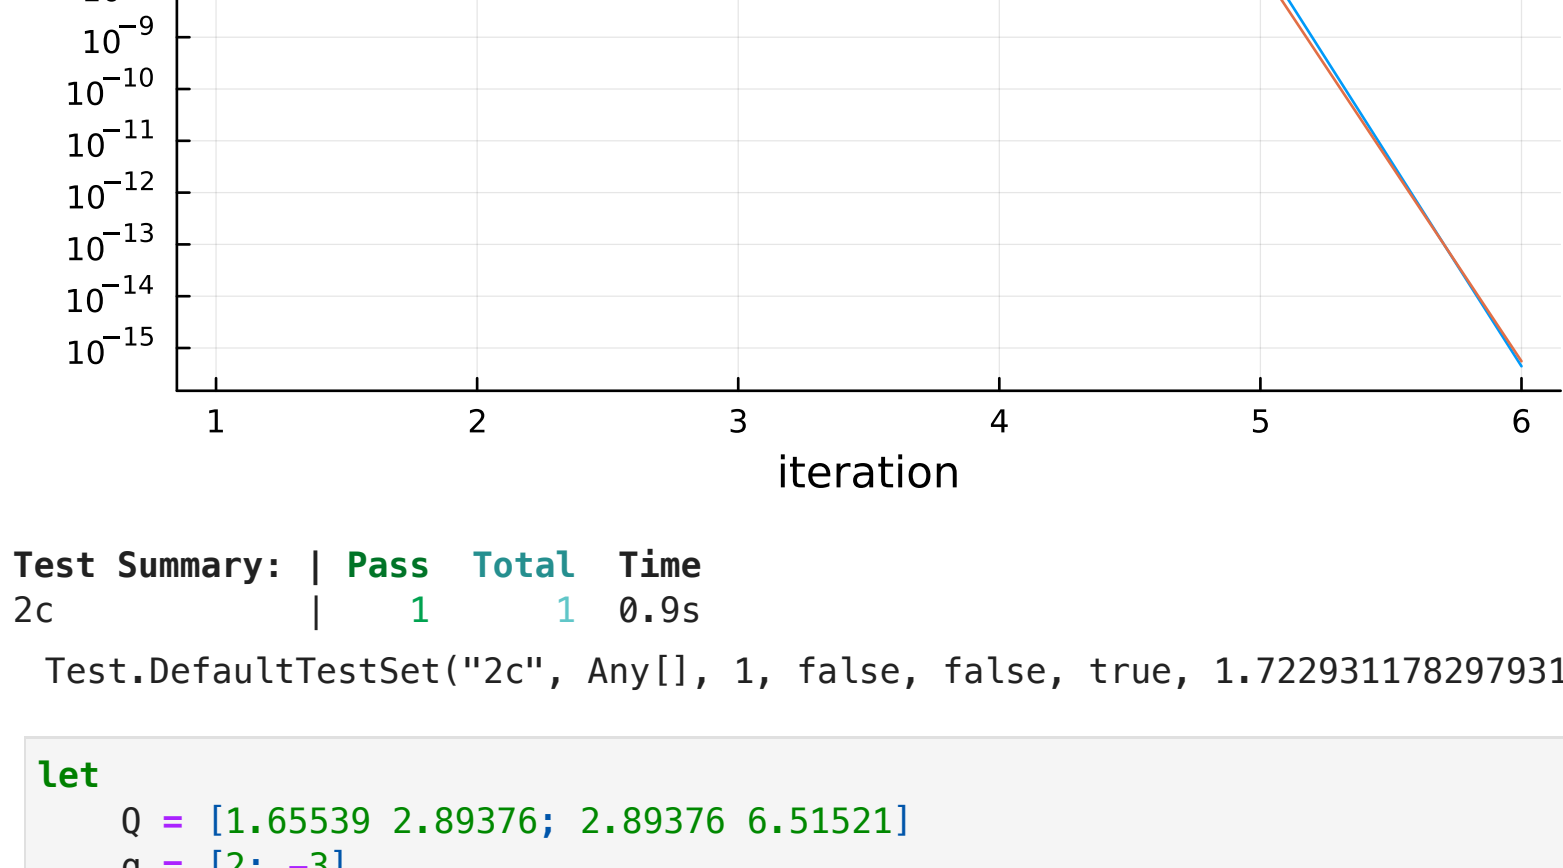 10⁻⁹
10⁻¹⁰
10⁻¹¹
10⁻¹²
10⁻¹³
10⁻¹⁴
10⁻¹⁵
1 2 3 4 5 6
iteration
Test Summary: | Pass Total Time
2c | 1 1 0.9s
Test.DefaultTestSet("2c", Any[], 1, false, false, true, 1.722931178297931
let
Q = [1.65539 2.89376; 2.89376 6.51521]
q = [2; -3]